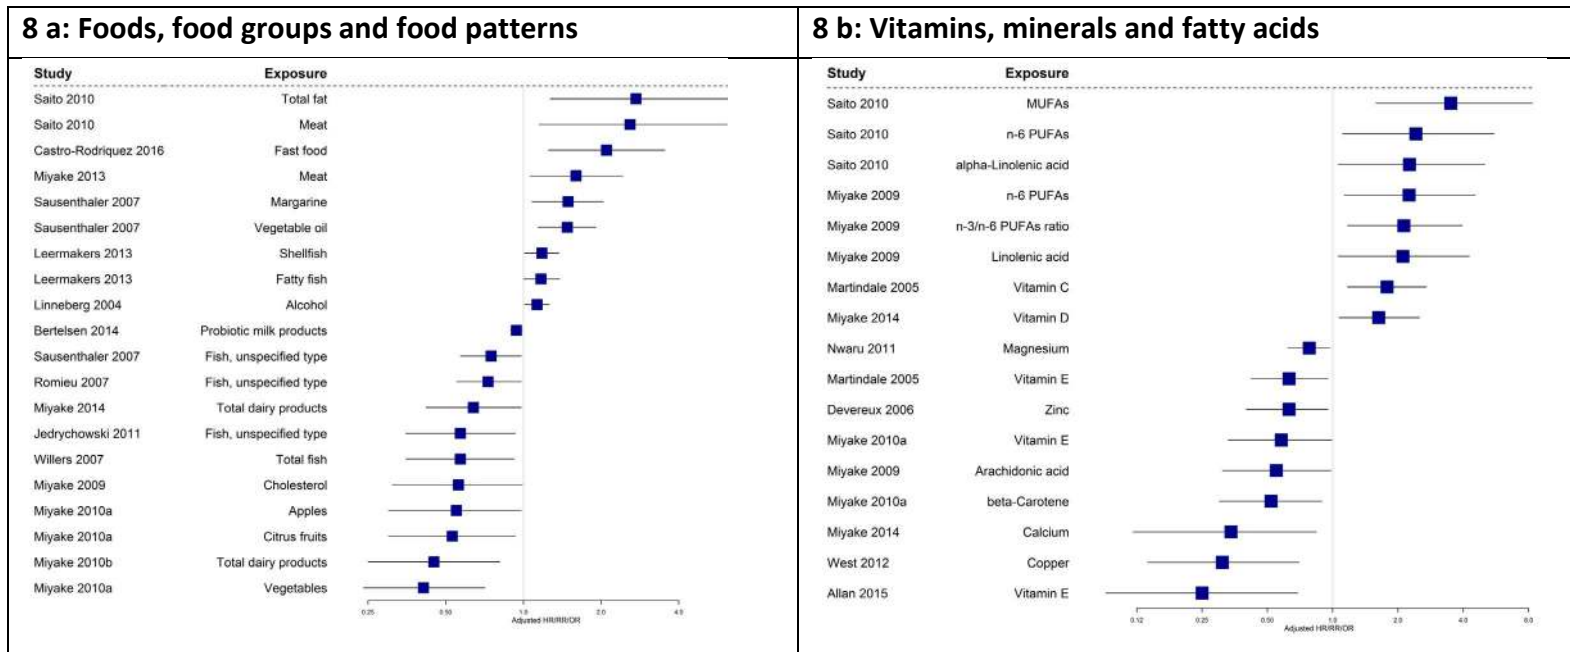 8 a: Foods, food groups and food patterns
Study Exposure
Saito 2010 Total fat
Saito 2010 Meat
Castro-Rodriquez 2016 Fast food
Miyake 2013 Meat
Sausenthaler 2007 Margarine
Sausenthaler 2007 Vegetable oil
Leermakers 2013 Shellfish
Leermakers 2013 Fatty fish
Linneberg 2004 Alcohol
Bertelsen 2014 Probiotic milk products
Sausenthaler 2007 Fish, unspecified type
Romieu 2007 Fish, unspecified type
Miyake 2014 Total dairy products
Jedrychowski 2011 Fish, unspecified type
Willers 2007 Total fish
Miyake 2009 Cholesterol
Miyake 2010a Apples
Miyake 2010a Citrus fruits
Miyake 2010b Total dairy products
Miyake 2010a Vegetables
0.25 0.50 1.0 2.0 4.0
Adjusted HR/RR/OR
8 b: Vitamins, minerals and fatty acids
Study Exposure
Saito 2010 MUFAs
Saito 2010 n-6 PUFAs
Saito 2010 alpha-Linolenic acid
Miyake 2009 n-6 PUFAs
Miyake 2009 n-3/n-6 PUFAs ratio
Miyake 2009 Linolenic acid
Martindale 2005 Vitamin C
Miyake 2014 Vitamin D
Nwaru 2011 Magnesium
Martindale 2005 Vitamin E
Devereux 2006 Zinc
Miyake 2010a Vitamin E
Miyake 2009 Arachidonic acid
Miyake 2010a beta-Carotene
Miyake 2014 Calcium
West 2012 Copper
Allan 2015 Vitamin E
0.12 0.25 0.50 1.0 2.0 4.0 8.0
Adjusted HR/RR/OR